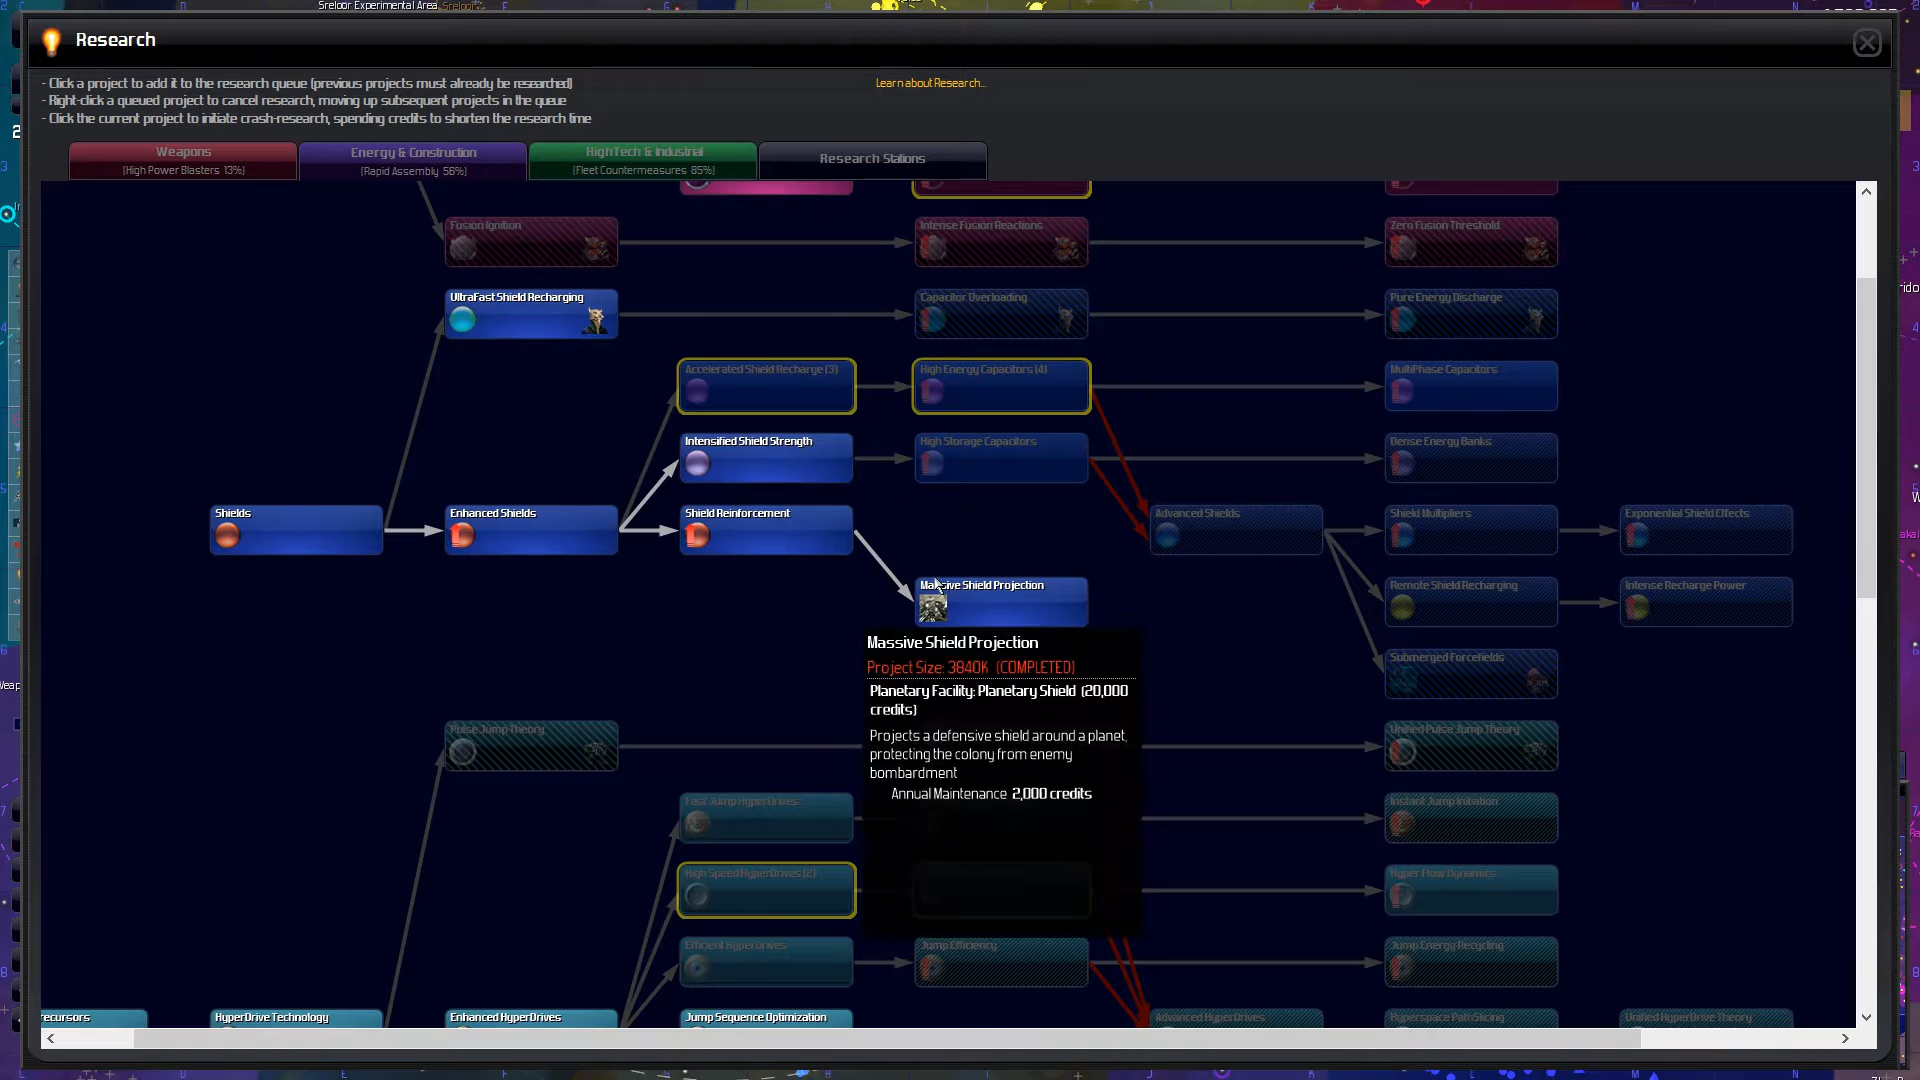 Sreloor Experimental Area
Research
- Click a project to add it to the research queue (previous projects must already be researched)
- Right-click a queued project to cancel research, moving up subsequent projects in the queue
- Click the current project to initiate crash-research, spending credits to shorten the research time
Learn about Research...
Weapons
(High Power Blasters 13%)
Energy & Construction
(Rapid Assembly 56%)
HighTech & Industrial
(Fleet Countermeasures 85%)
Research Stations
Fusion Ignition
Intense Fusion Reactions
Zero Fusion Threshold
UltraFast Shield Recharging
Capacitor Overloading
Pure Energy Discharge
Accelerated Shield Recharge (3)
High Energy Capacitors (4)
MultiPhase Capacitors
Intensified Shield Strength
High Storage Capacitors
Dense Energy Banks
Shields
Enhanced Shields
Shield Reinforcement
Advanced Shields
Shield Multipliers
Exponential Shield Effects
Massive Shield Projection
Remote Shield Recharging
Intense Recharge Power
Massive Shield Projection
Project Size: 3840K (COMPLETED)
Planetary Facility: Planetary Shield (20,000
credits)
Projects a defensive shield around a planet,
protecting the colony from enemy
bombardment
Annual Maintenance 2,000 credits
Submerged Forcefields
Pulse Jump Theory
Unified Pulse Jump Theory
Fast Jump HyperDrives
Instant Jump Initiation
High Speed HyperDrives (2)
Hyper Flow Dynamics
Efficient HyperDrives
Jump Efficiency
Jump Energy Recycling
recursors
HyperDrive Technology
Enhanced HyperDrives
Jump Sequence Optimization
Advanced HyperDrives
Hyperspace PathSlicing
Unified HyperDrive Theory